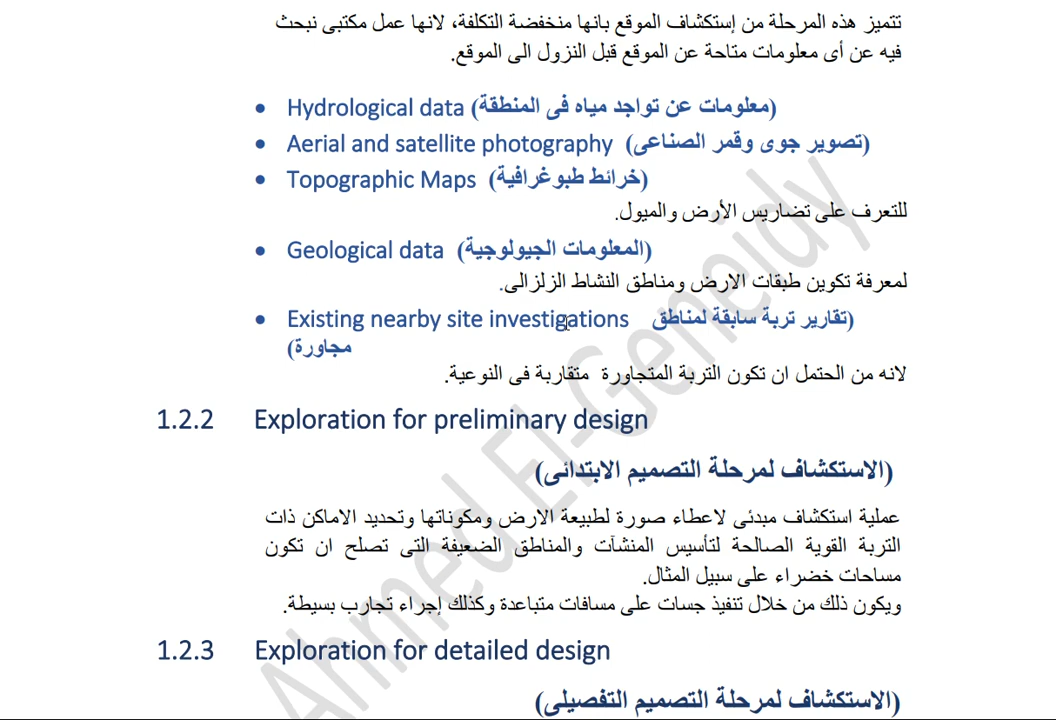 تتميز هذه المرحلة من إستكشاف الموقع بانها منخفضة التكلفة، لانها عمل مكتبى نبحث
فيه عن أى معلومات متاحة عن الموقع قبل النزول الى الموقع.
• Hydrological data (معلومات عن تواجد مياه فى المنطقة)
• Aerial and satellite photography (تصوير جوى وقمر الصناعى)
• Topographic Maps (خرائط طبوغرافية)
للتعرف على تضاريس الأرض والميول.
• Geological data (المعلومات الجيولوجية)
لمعرفة تكوين طبقات الارض ومناطق النشاط الزلزالى.
• Existing nearby site investigations (تقارير تربة سابقة لمناطق
مجاورة)
لانه من الحتمل ان تكون التربة المتجاورة متقاربة فى النوعية.
1.2.2 Exploration for preliminary design
(الاستكشاف لمرحلة التصميم الابتدائى)
عملية استكشاف مبدئى لاعطاء صورة لطبيعة الارض ومكوناتها وتحديد الاماكن ذات
التربة القوية الصالحة لتأسيس المنشآت والمناطق الضعيفة التى تصلح ان تكون
مساحات خضراء على سبيل المثال.
ويكون ذلك من خلال تنفيذ جسات على مسافات متباعدة وكذلك إجراء تجارب بسيطة.
1.2.3 Exploration for detailed design
(الاستكشاف لمرحلة التصميم التفصيلى)
Ahmed El-Geneidy